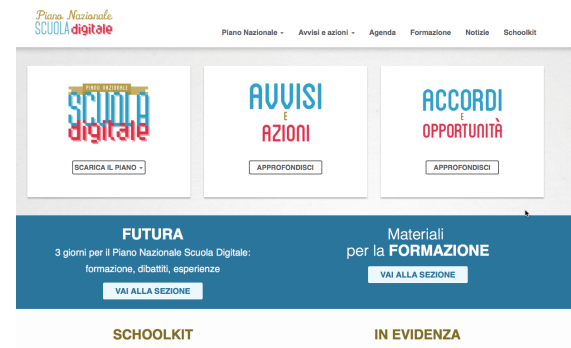 Piano Nazionale
SCUOLA digitale
Piano Nazionale Avvisi e azioni Agenda Formazione Notizie Schoolkit
PIANO NAZIONALE
SCUOLA
digitale
SCARICA IL PIANO
AVVISI
E
AZIONI
APPROFONDISCI
ACCORDI
E
OPPORTUNITÀ
APPROFONDISCI
FUTURA
3 giorni per il Piano Nazionale Scuola Digitale:
formazione, dibattiti, esperienze
VAI ALLA SEZIONE
Materiali
per la FORMAZIONE
VAI ALLA SEZIONE
SCHOOLKIT
IN EVIDENZA